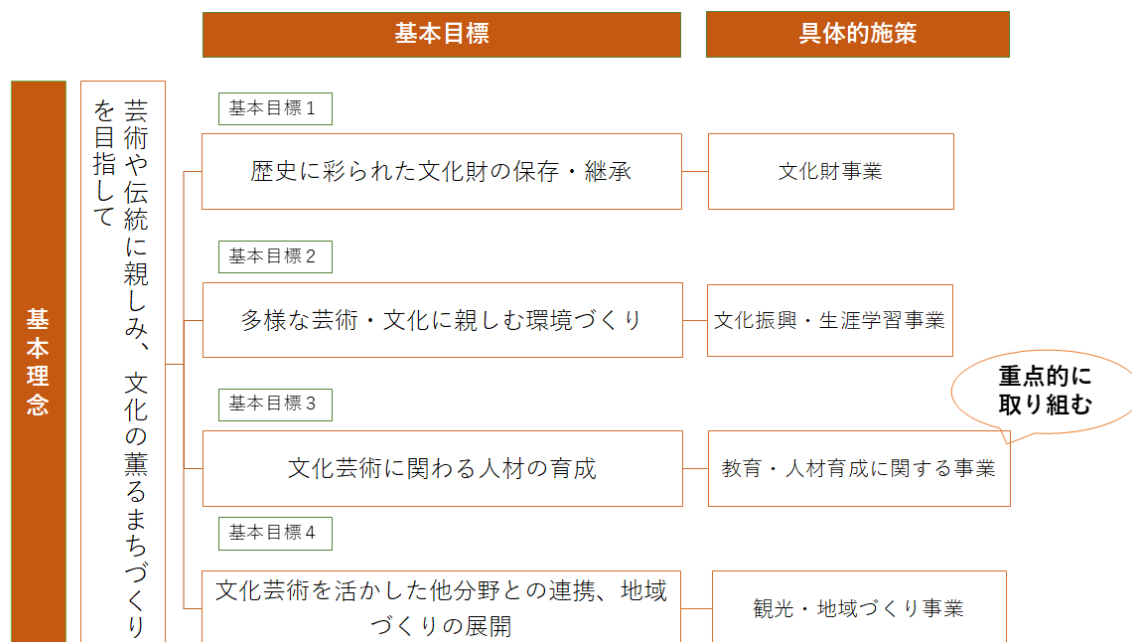 基本目標
具体的施策
基本理念
芸術や伝統に親しみ、文化の薫るまちづくり
を目指して
基本目標1
歴史に彩られた文化財の保存・継承
文化財事業
基本目標2
多様な芸術・文化に親しむ環境づくり
文化振興・生涯学習事業
重点的に
取り組む
基本目標3
文化芸術に関わる人材の育成
教育・人材育成に関する事業
基本目標4
文化芸術を活かした他分野との連携、地域
づくりの展開
観光・地域づくり事業